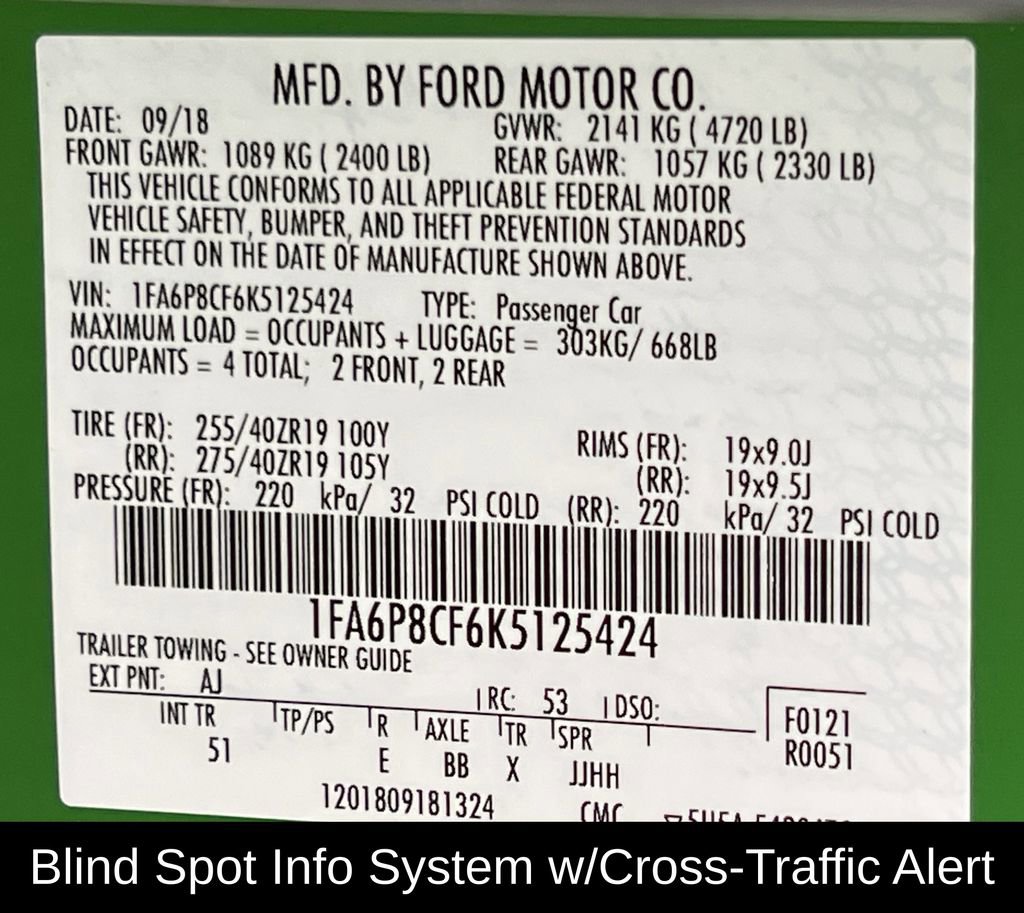 MFD. BY FORD MOTOR CO.
DATE: 09/18 GVWR: 2141 KG ( 4720 LB)
FRONT GAWR: 1089 KG ( 2400 LB) REAR GAWR: 1057 KG ( 2330 LB)
THIS VEHICLE CONFORMS TO ALL APPLICABLE FEDERAL MOTOR
VEHICLE SAFETY, BUMPER, AND THEFT PREVENTION STANDARDS
IN EFFECT ON THE DATE OF MANUFACTURE SHOWN ABOVE.
VIN: 1FA6P8CF6K5125424 TYPE: Passenger Car
MAXIMUM LOAD = OCCUPANTS + LUGGAGE = 303KG/ 668LB
OCCUPANTS = 4 TOTAL; 2 FRONT, 2 REAR
TIRE (FR): 255/40ZR19 100Y RIMS (FR): 19x9.0J
(RR): 275/40ZR19 105Y (RR): 19x9.5J
PRESSURE (FR): 220 kPa/ 32 PSI COLD (RR): 220 kPa/ 32 PSI COLD
1FA6P8CF6K5125424
TRAILER TOWING - SEE OWNER GUIDE
EXT PNT: AJ RC: 53 DSO: F0121
INT TR TP/PS R AXLE TR SPR R0051
51 E BB X JJHH
1201809181324 CMC
Blind Spot Info System w/Cross-Traffic Alert